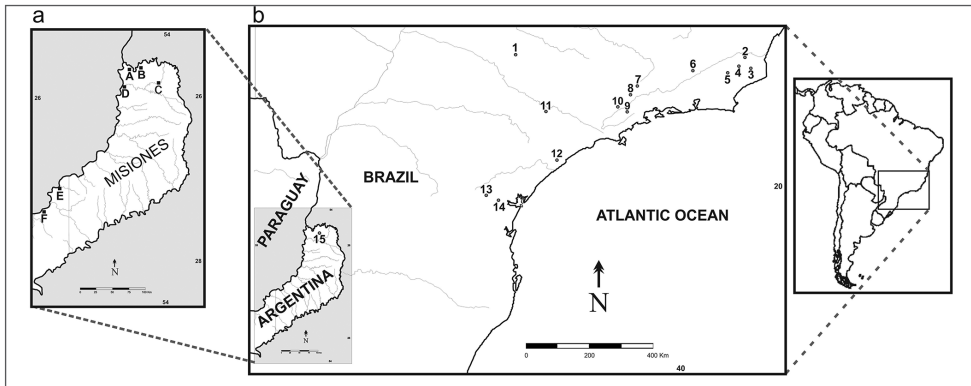 a
54
A
B
C
D
26
26
MISIONES
E
F
N
28
54
b
1
2
3
4
5
6
7
8
9
10
11
12
13
14
BRAZIL
20
PARAGUAY
ATLANTIC OCEAN
15
ARGENTINA
N
N
0 200 400 Km
40